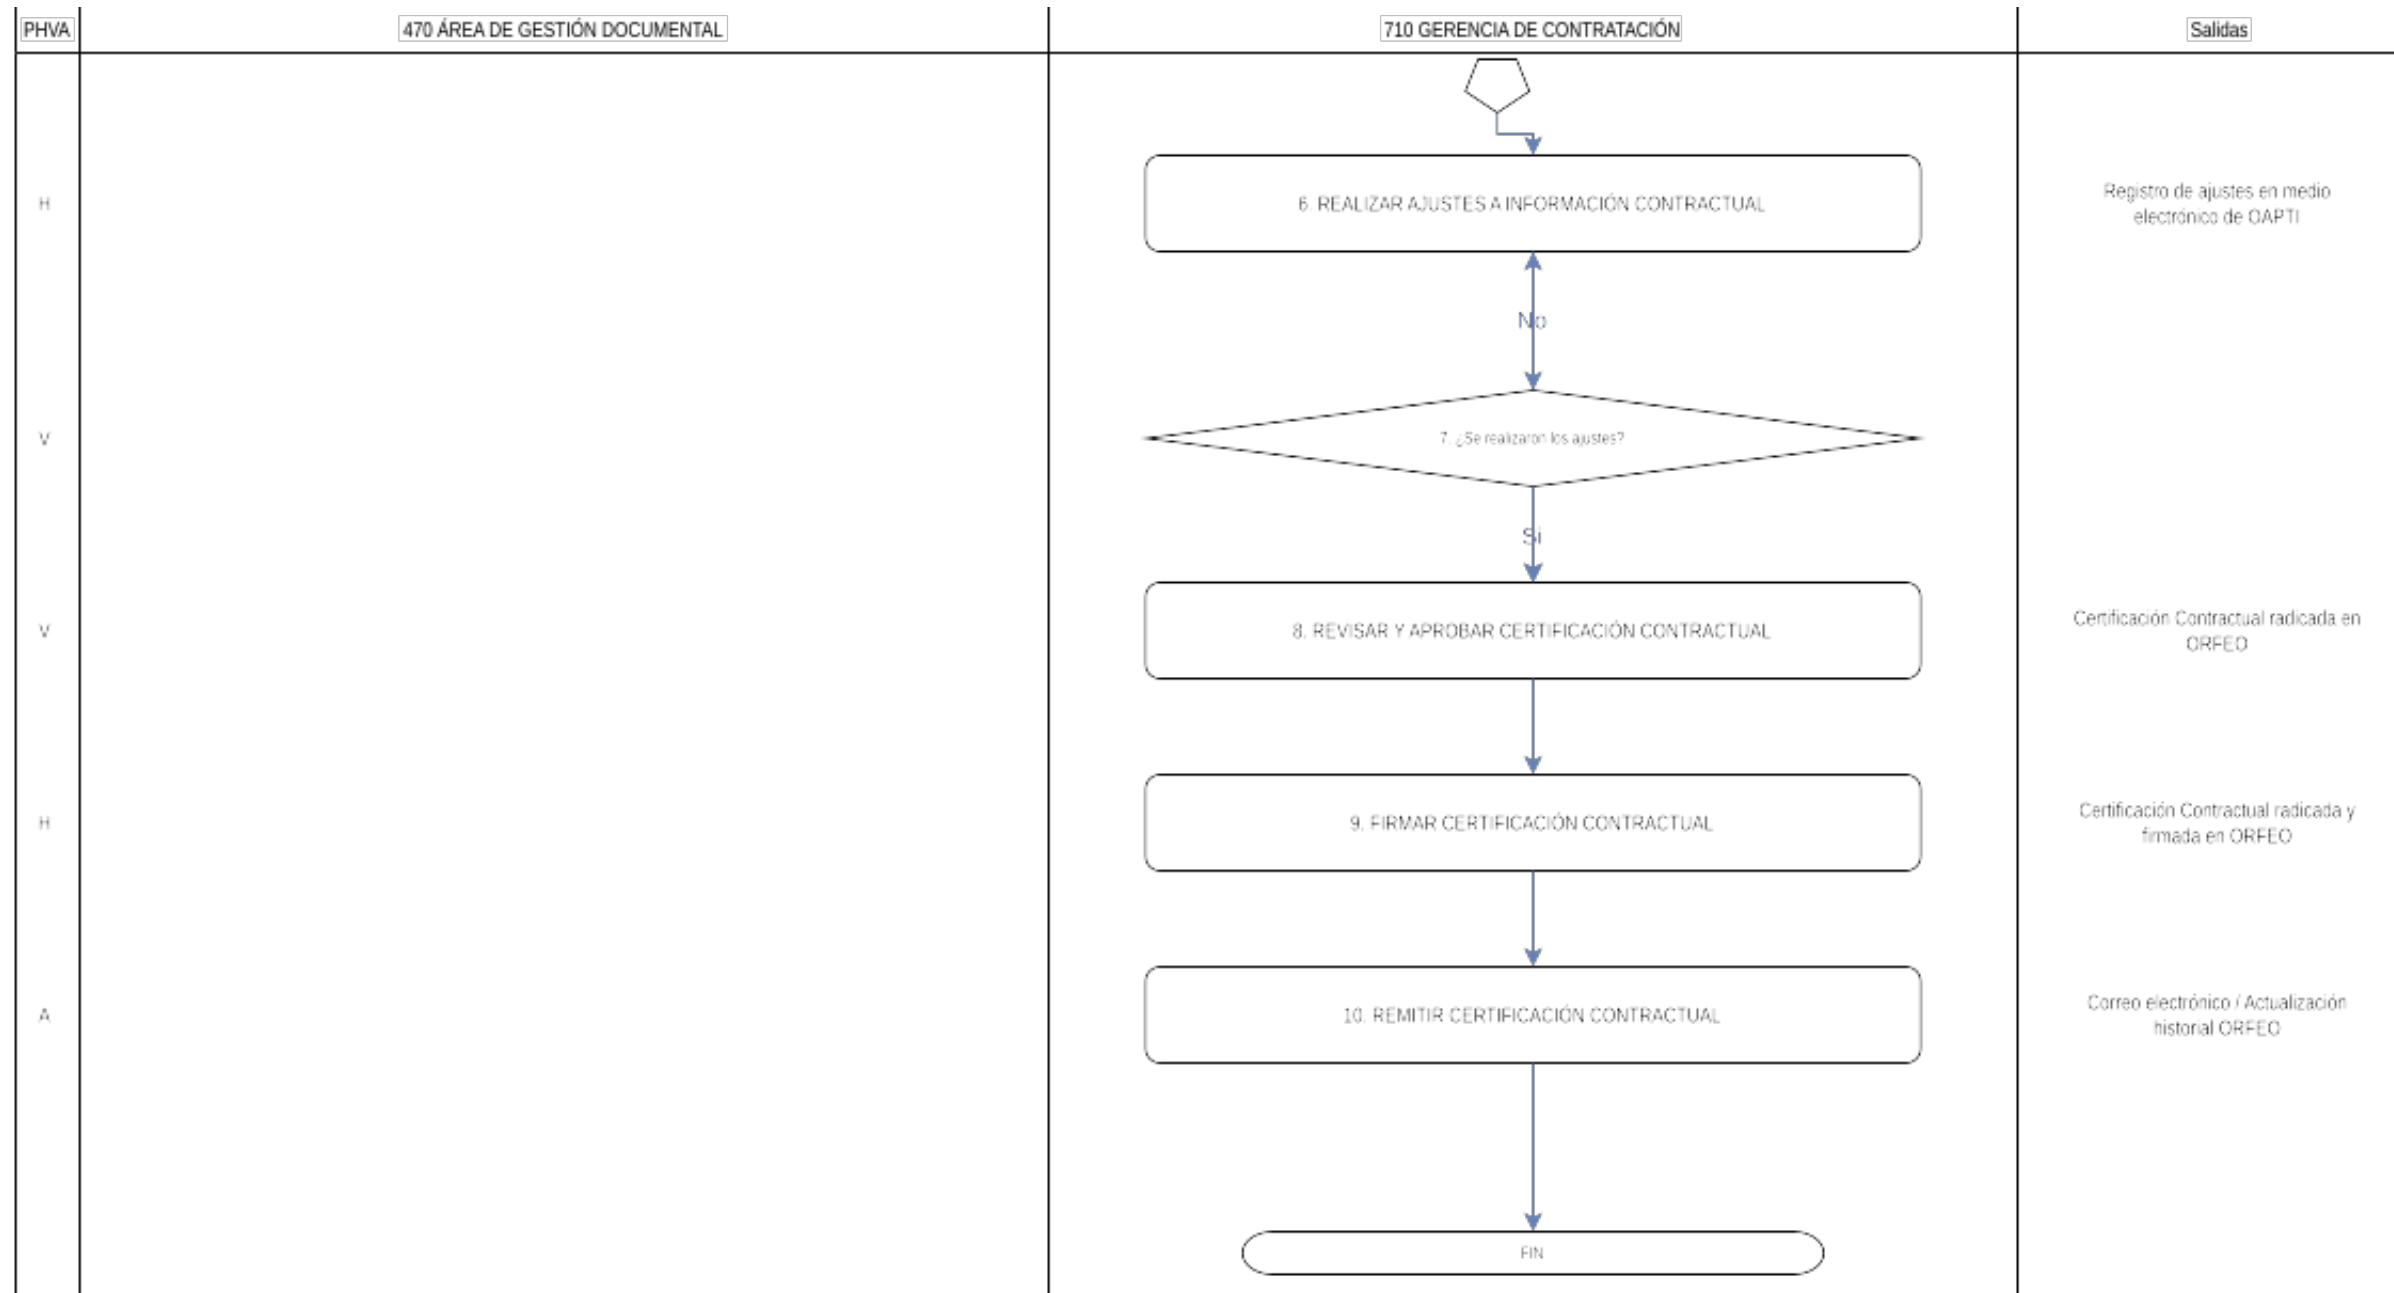 PHVA
470 ÁREA DE GESTIÓN DOCUMENTAL
710 GERENCIA DE CONTRATACIÓN
Salidas
H
6. REALIZAR AJUSTES A INFORMACIÓN CONTRACTUAL
Registro de ajustes en medio
electrónico de OAPTI
No
V
7. ¿Se realizaron los ajustes?
Si
V
8. REVISAR Y APROBAR CERTIFICACIÓN CONTRACTUAL
Certificación Contractual radicada en
ORFEO
H
9. FIRMAR CERTIFICACIÓN CONTRACTUAL
Certificación Contractual radicada y
firmada en ORFEO
A
10. REMITIR CERTIFICACIÓN CONTRACTUAL
Correo electrónico / Actualización
historial ORFEO
FIN